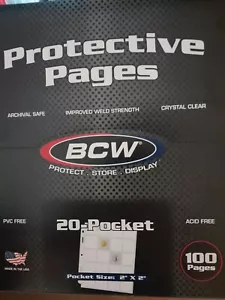 Protective
Pages
ARCHIVAL SAFE
IMPROVED WELD STRENGTH
CRYSTAL CLEAR
BCW
PROTECT . STORE . DISPLAY
PVC FREE
20-Pocket
ACID FREE
Pocket Size: 2" X 2"
MADE IN THE USA
100
Pages